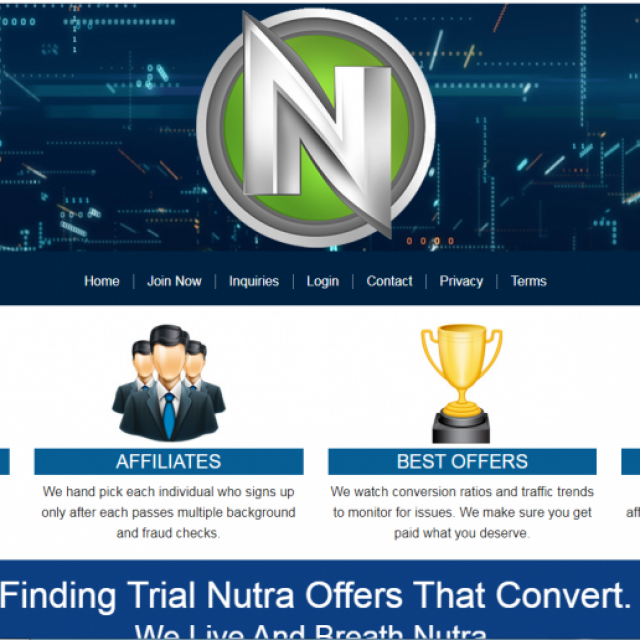 N
Home | Join Now | Inquiries | Login | Contact | Privacy | Terms
AFFILIATES
We hand pick each individual who signs up
only after each passes multiple background
and fraud checks.
BEST OFFERS
We watch conversion ratios and traffic trends
to monitor for issues. We make sure you get
paid what you deserve.
aff
Finding Trial Nutra Offers That Convert.
We Live And Breath Nutra